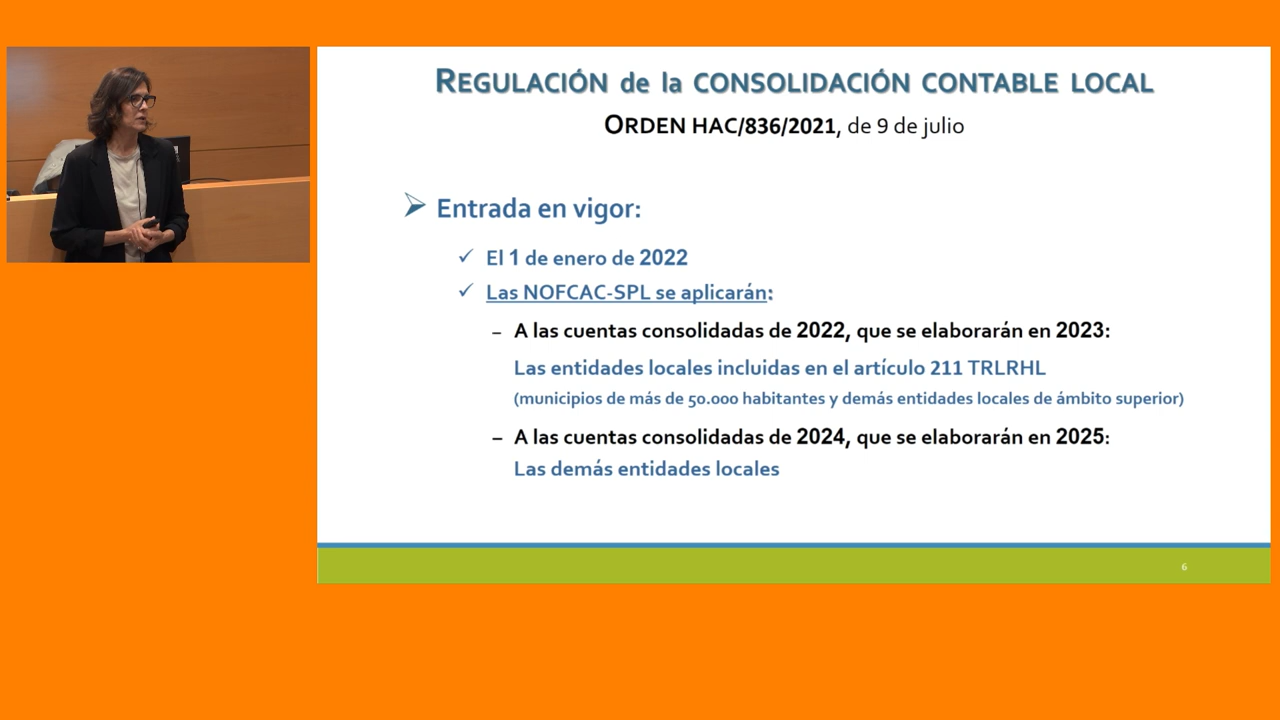 REGULACIÓN de la CONSOLIDACIÓN CONTABLE LOCAL
ORDEN HAC/836/2021, de 9 de julio
➢ Entrada en vigor:
✓ El 1 de enero de 2022
✓ Las NOFCAC-SPL se aplicarán:
– A las cuentas consolidadas de 2022, que se elaborarán en 2023:
Las entidades locales incluidas en el artículo 211 TRLRHL
(municipios de más de 50.000 habitantes y demás entidades locales de ámbito superior)
– A las cuentas consolidadas de 2024, que se elaborarán en 2025:
Las demás entidades locales
6